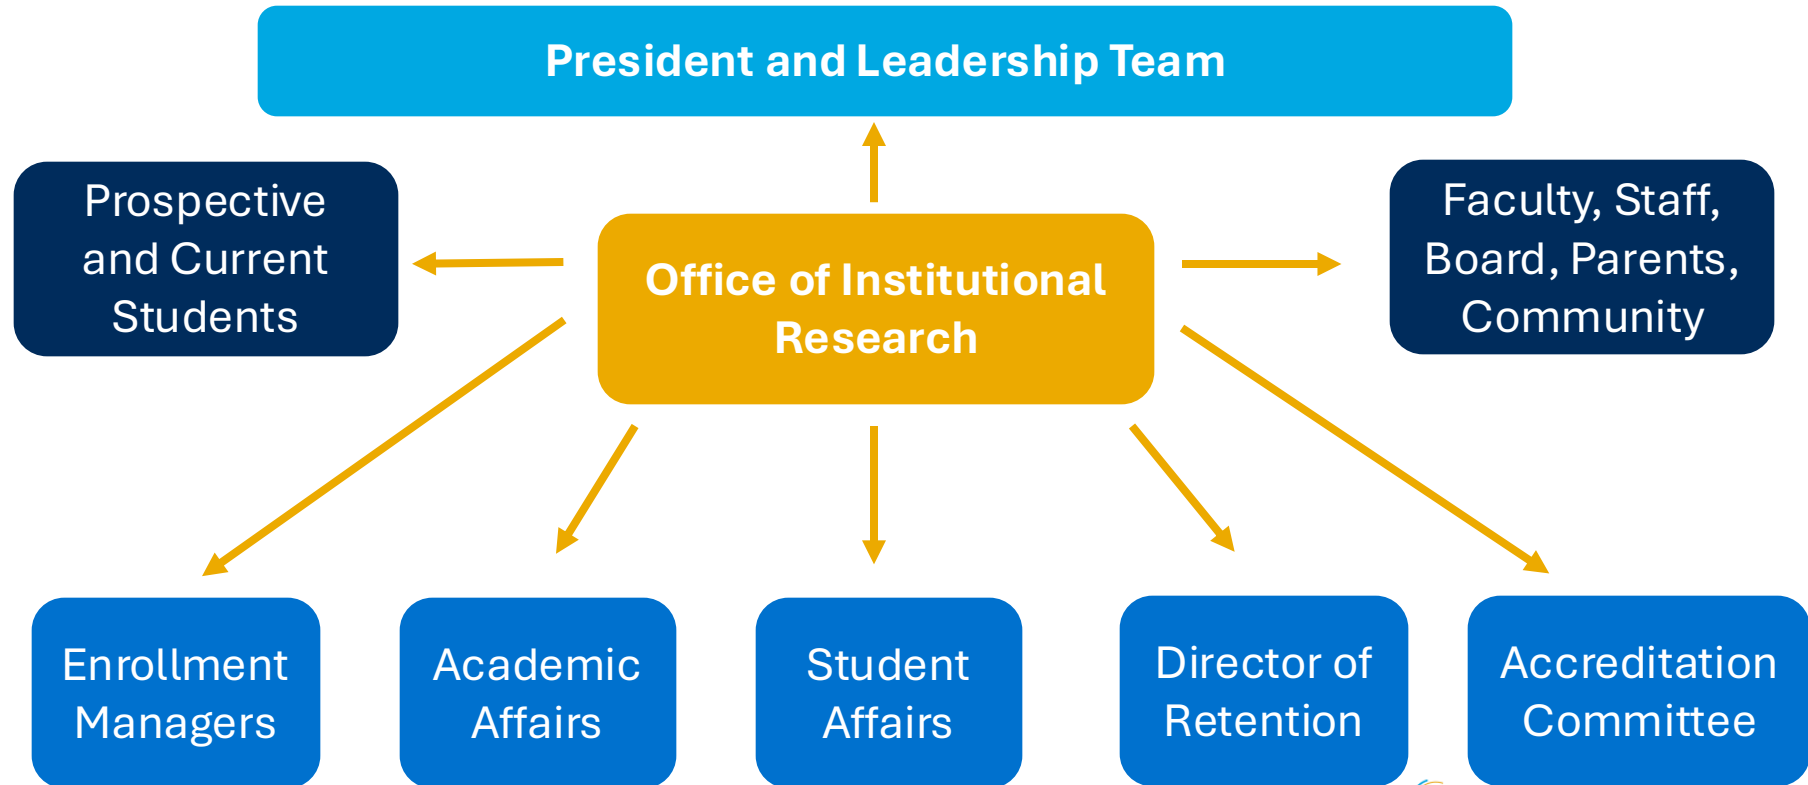 President and Leadership Team
Prospective
and Current
Students
Office of Institutional
Research
Faculty, Staff,
Board, Parents,
Community
Enrollment
Managers
Academic
Affairs
Student
Affairs
Director of
Retention
Accreditation
Committee